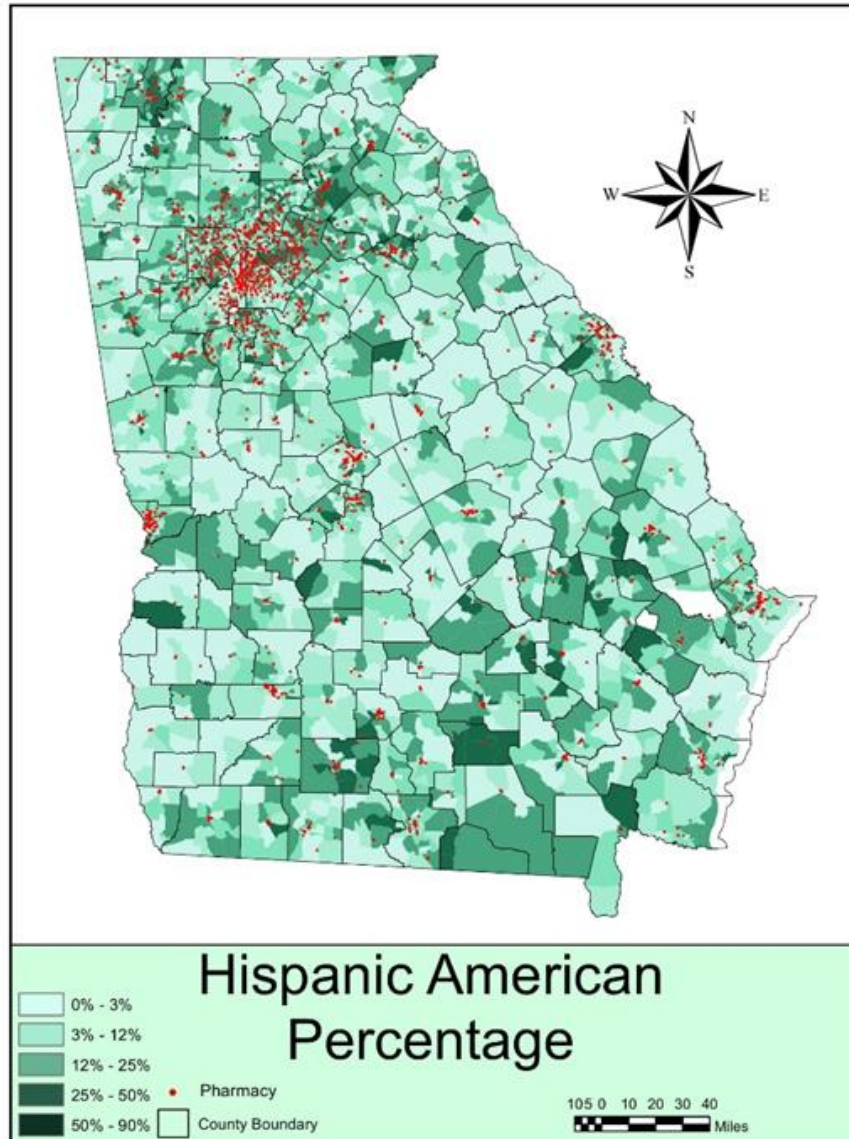 N
W E
S
Hispanic American
Percentage
0% - 3%
3% - 12%
12% - 25%
25% - 50%
50% - 90%
Pharmacy
County Boundary
105 0 10 20 30 40
Miles